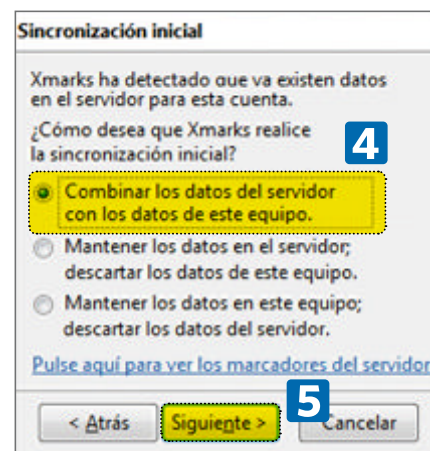 Sincronización inicial
Xmarks ha detectado que ya existen datos
en el servidor para esta cuenta.
¿Cómo desea que Xmarks realice
la sincronización inicial?
4
Combinar los datos del servidor
con los datos de este equipo.
Mantener los datos en el servidor;
descartar los datos de este equipo.
Mantener los datos en este equipo;
descartar los datos del servidor.
Pulse aquí para ver los marcadores del servidor
5
< Atrás Siguiente > Cancelar